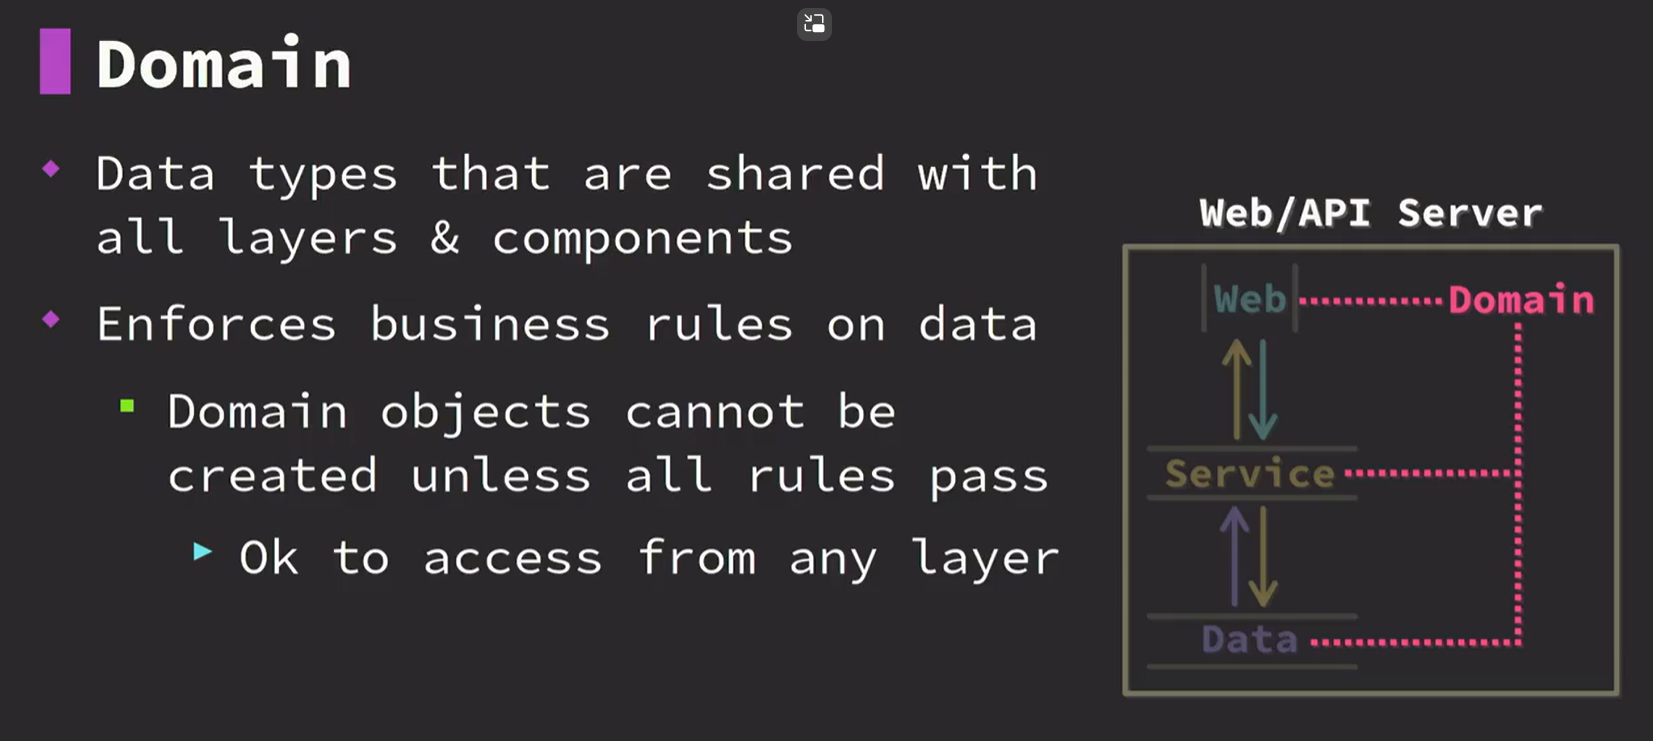 Domain
Data types that are shared with
all layers & components
Enforces business rules on data
Domain objects cannot be
created unless all rules pass
Ok to access from any layer
Web/API Server
Web
Domain
Service
Data